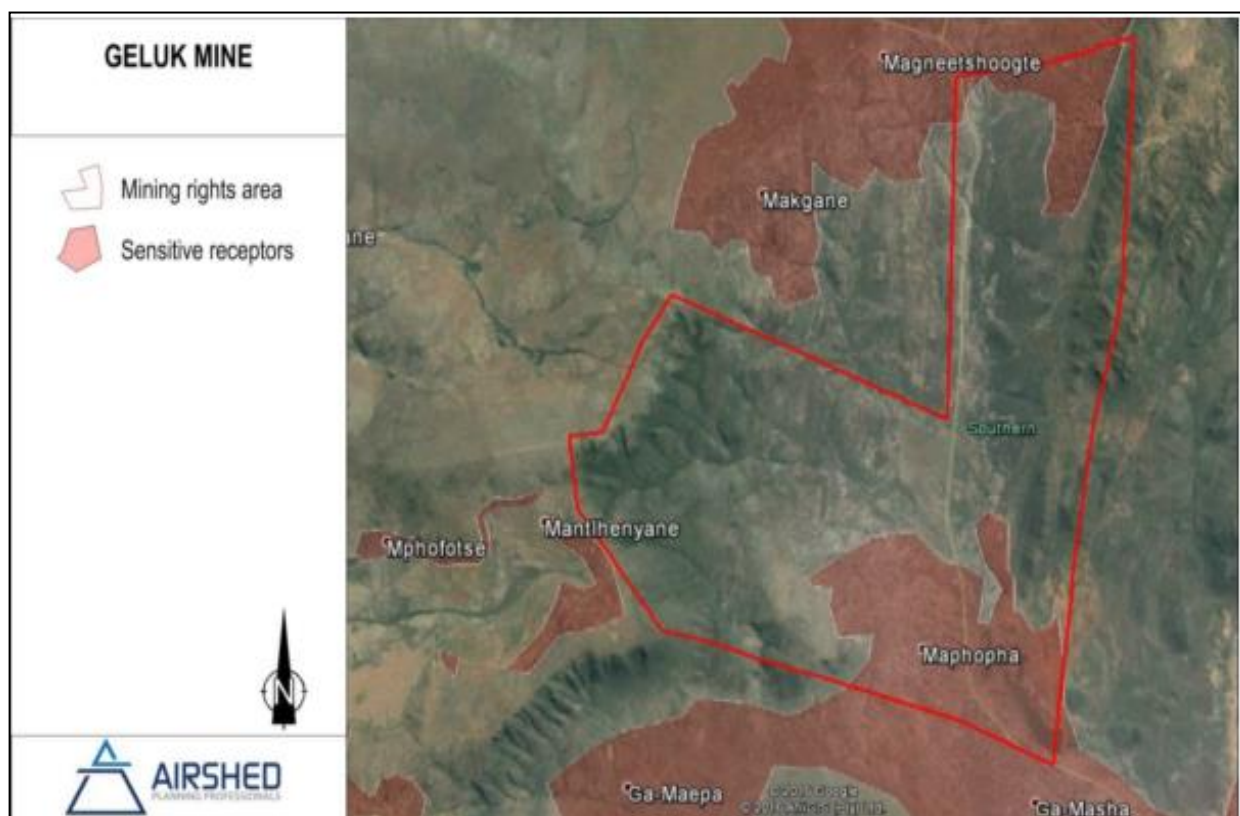 GELUK MINE
Mining rights area
Sensitive receptors
N
AIRSHED
PLANNING PROFESSIONALS
Magneetshoogte
Makgane
ane
Southern
Mantlhenyane
Mphofotse
Maphopha
Ga-Maepa
Ga-Masha